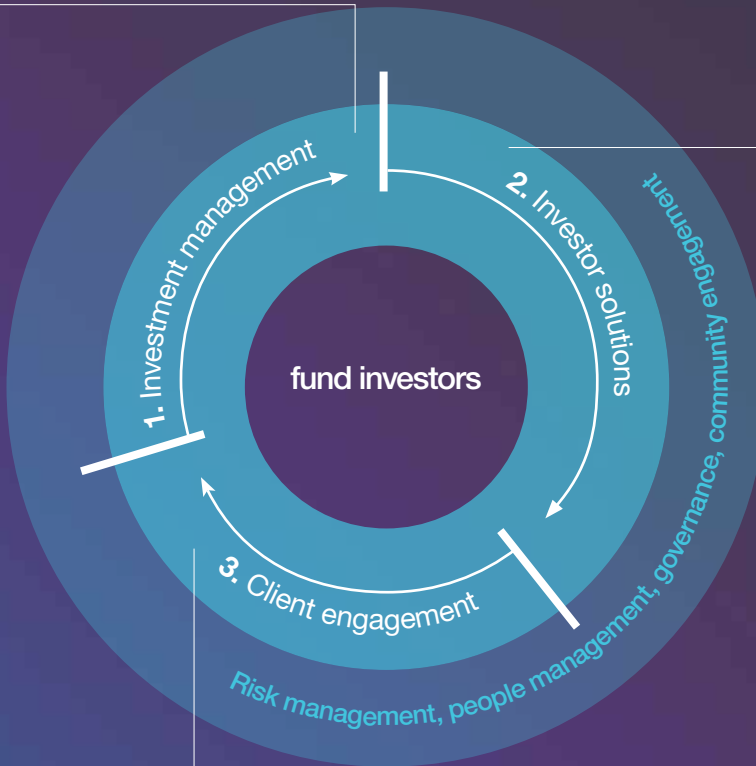 1. Investment management
2. Investor solutions
fund investors
3. Client engagement
Risk management, people management, governance, community engagement